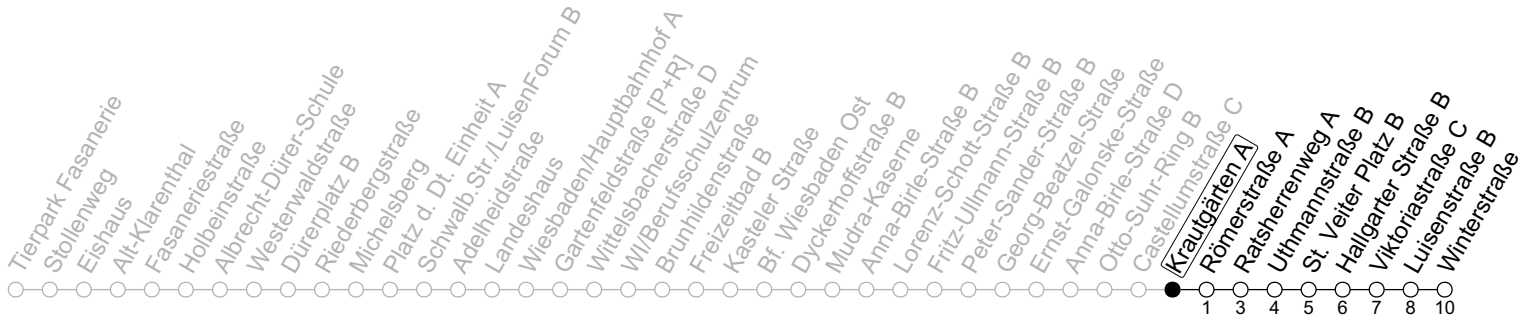 Tierpark Fasanerie
Stollenweg
Eishaus
Alt-Klarenthal
Fasaneriestraße
Holbeinstraße
Albrecht-Dürer-Schule
Westerwaldstraße
Dürerplatz B
Riederbergstraße
Michelsberg
Platz d. Dt. Einheit A
Schwalb.Str./LuisenForum B
Adelheidstraße
Landeshaus
Wiesbaden/Hauptbahnhof A
Gartenfeldstraße [P+R]
Wittelsbacherstraße D
WI/Berufsschulzentrum
Brunhildenstraße
Freizeitbad B
Kasteler Straße
Bf. Wiesbaden Ost
Dyckerhoffstraße B
Mudra-Kaserne
Anna-Birle-Straße B
Lorenz-Schott-Straße B
Fritz-Ullmann-Straße B
Peter-Sander-Straße B
Georg-Beatzel-Straße
Ernst-Galonske-Straße
Anna-Birle-Straße D
Otto-Suhr-Ring B
Castellumstraße C
Krautgärten A
Römerstraße A
Ratsherrenweg A
Uthmannstraße B
St. Veiter Platz B
Hallgarter Straße B
Viktoriastraße C
Luisenstraße B
Winterstraße
1 3 4 5 6 7 8 10